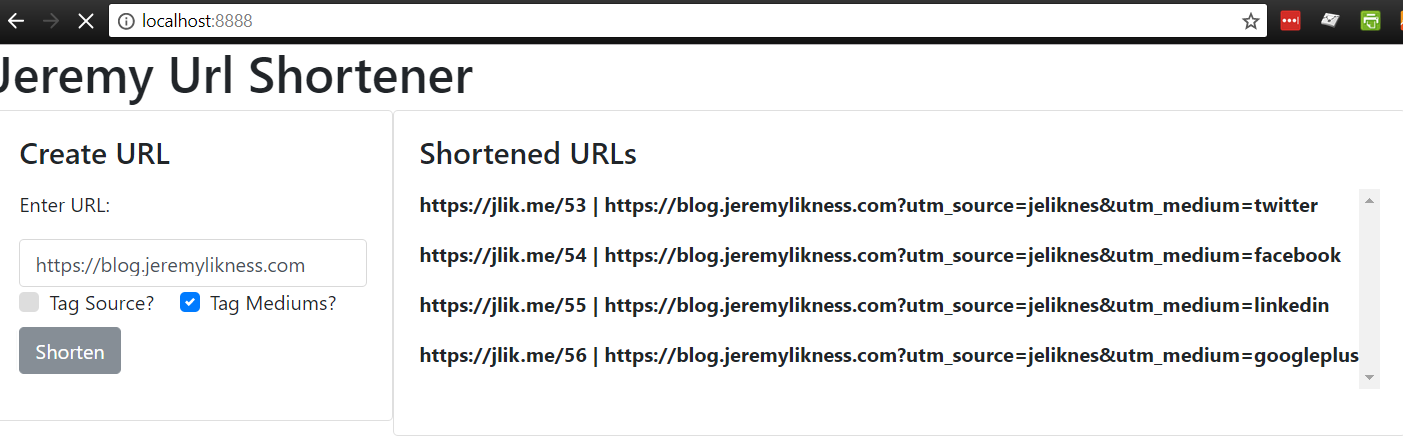 localhost:8888
Jeremy Url Shortener
Create URL
Enter URL:
https://blog.jeremylikness.com
Tag Source? Tag Mediums?
Shorten
Shortened URLs
https://jlik.me/53 | https://blog.jeremylikness.com?utm_source=jeliknes&utm_medium=twitter
https://jlik.me/54 | https://blog.jeremylikness.com?utm_source=jeliknes&utm_medium=facebook
https://jlik.me/55 | https://blog.jeremylikness.com?utm_source=jeliknes&utm_medium=linkedin
https://jlik.me/56 | https://blog.jeremylikness.com?utm_source=jeliknes&utm_medium=googleplus